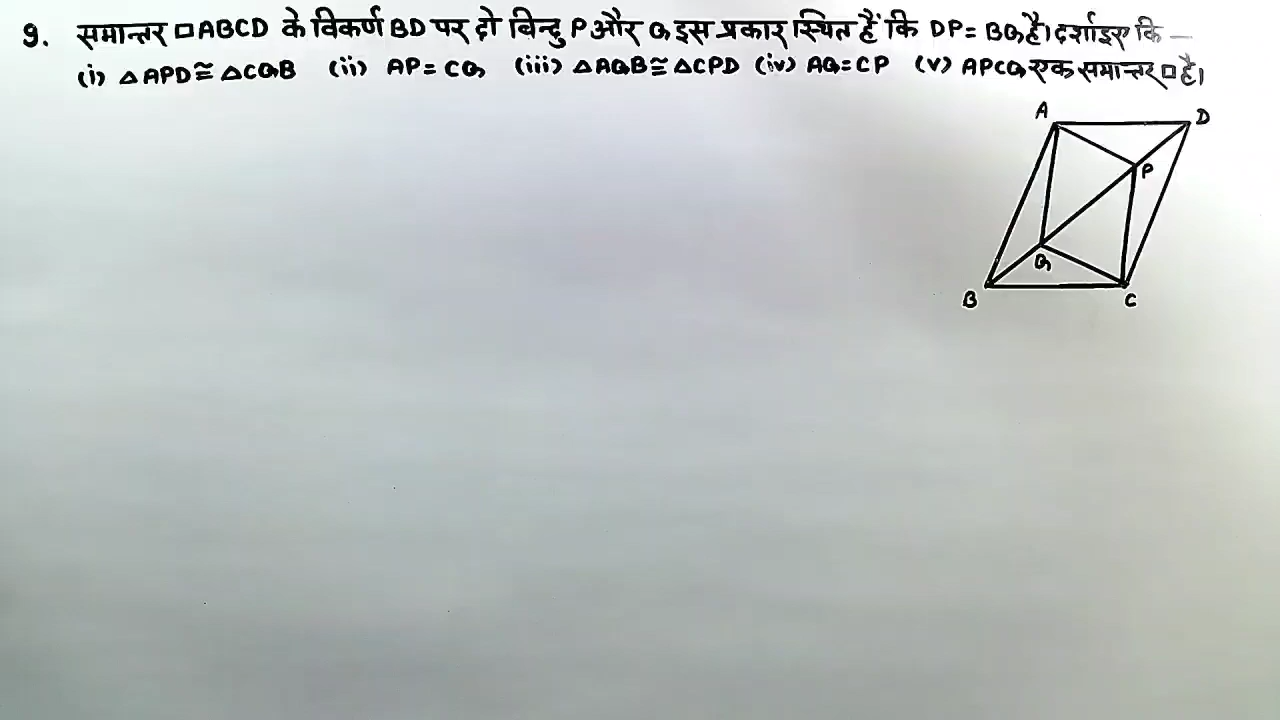 9. समान्तर □ABCD के विकर्ण BD पर दो बिन्दु P और Q इस प्रकार स्थित हैं कि DP = BQ है। दर्शाइए कि —
(i) △APD ≅ △CQB (ii) AP = CQ (iii) △AQB ≅ △CPD (iv) AQ = CP (v) APCQ एक समान्तर □ है।
A
D
P
Q
B
C